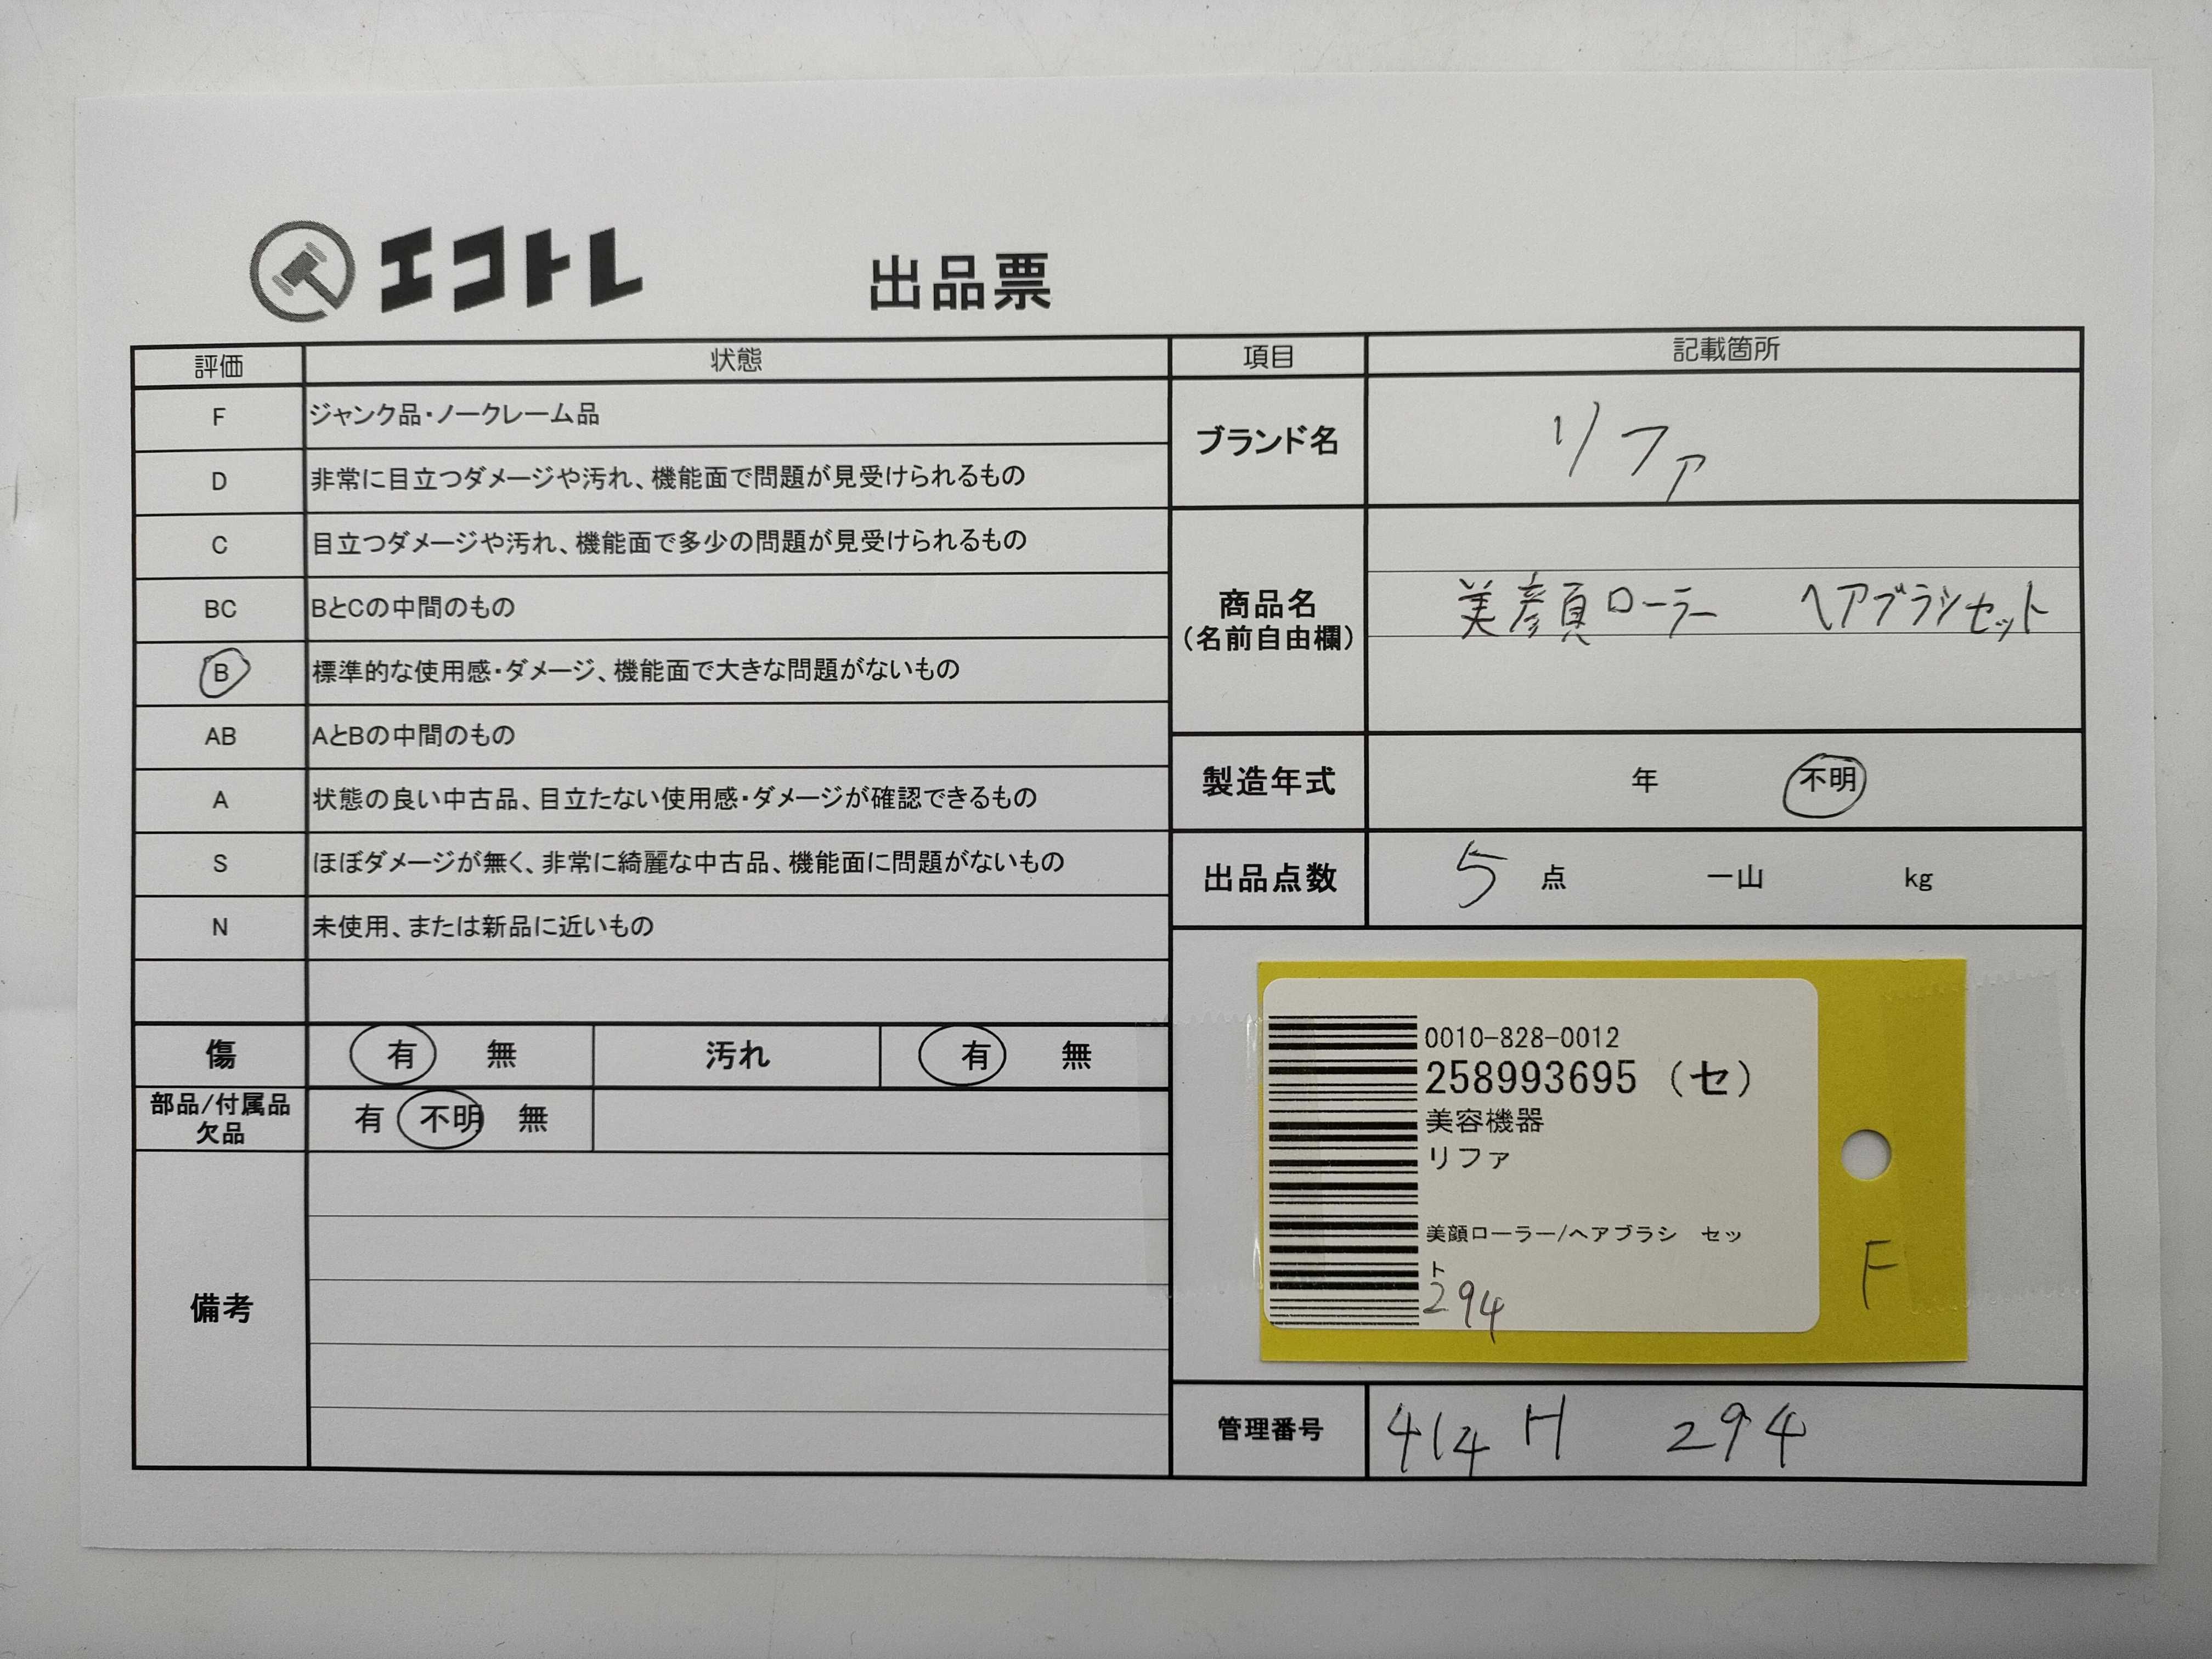 エコトレ 出品票
評価 状態 項目 記載箇所
F ジャンク品・ノークレーム品
D 非常に目立つダメージや汚れ、機能面で問題が見受けられるもの
C 目立つダメージや汚れ、機能面で多少の問題が見受けられるもの
BC BとCの中間のもの
B 標準的な使用感・ダメージ、機能面で大きな問題がないもの
AB AとBの中間のもの
A 状態の良い中古品、目立たない使用感・ダメージが確認できるもの
S ほぼダメージが無く、非常に綺麗な中古品、機能面に問題がないもの
N 未使用、または新品に近いもの
傷 有 無 汚れ 有 無
部品/付属品
欠品
有 不明 無
備考
ブランド名 リファ
商品名
(名前自由欄)
美顔ローラー ヘアブラシセット
製造年式 年 不明
出品点数 5 点 一山 kg
0010-828-0012
258993695 (セ)
美容機器
リファ
美顔ローラー/ヘアブラシ セッ
ト
294
F
管理番号 414 H 294